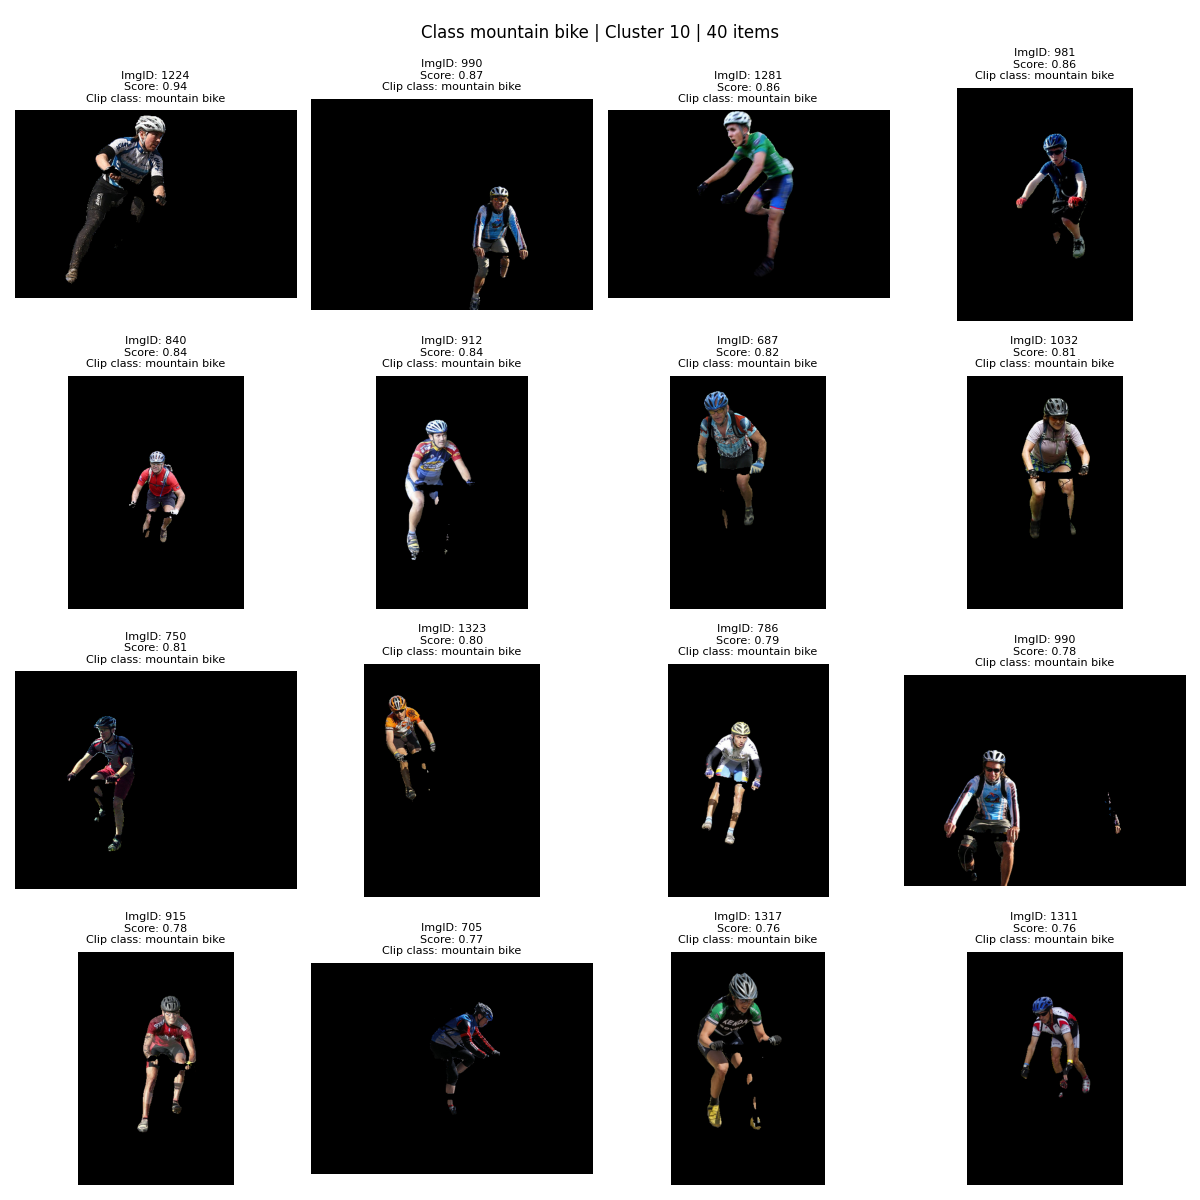 Class mountain bike | Cluster 10 | 40 items
ImgID: 1224
Score: 0.94
Clip class: mountain bike
ImgID: 990
Score: 0.87
Clip class: mountain bike
ImgID: 1281
Score: 0.86
Clip class: mountain bike
ImgID: 981
Score: 0.86
Clip class: mountain bike
ImgID: 840
Score: 0.84
Clip class: mountain bike
ImgID: 912
Score: 0.84
Clip class: mountain bike
ImgID: 687
Score: 0.82
Clip class: mountain bike
ImgID: 1032
Score: 0.81
Clip class: mountain bike
ImgID: 750
Score: 0.81
Clip class: mountain bike
ImgID: 1323
Score: 0.80
Clip class: mountain bike
ImgID: 786
Score: 0.79
Clip class: mountain bike
ImgID: 990
Score: 0.78
Clip class: mountain bike
ImgID: 915
Score: 0.78
Clip class: mountain bike
ImgID: 705
Score: 0.77
Clip class: mountain bike
ImgID: 1317
Score: 0.76
Clip class: mountain bike
KENDA
ImgID: 1311
Score: 0.76
Clip class: mountain bike